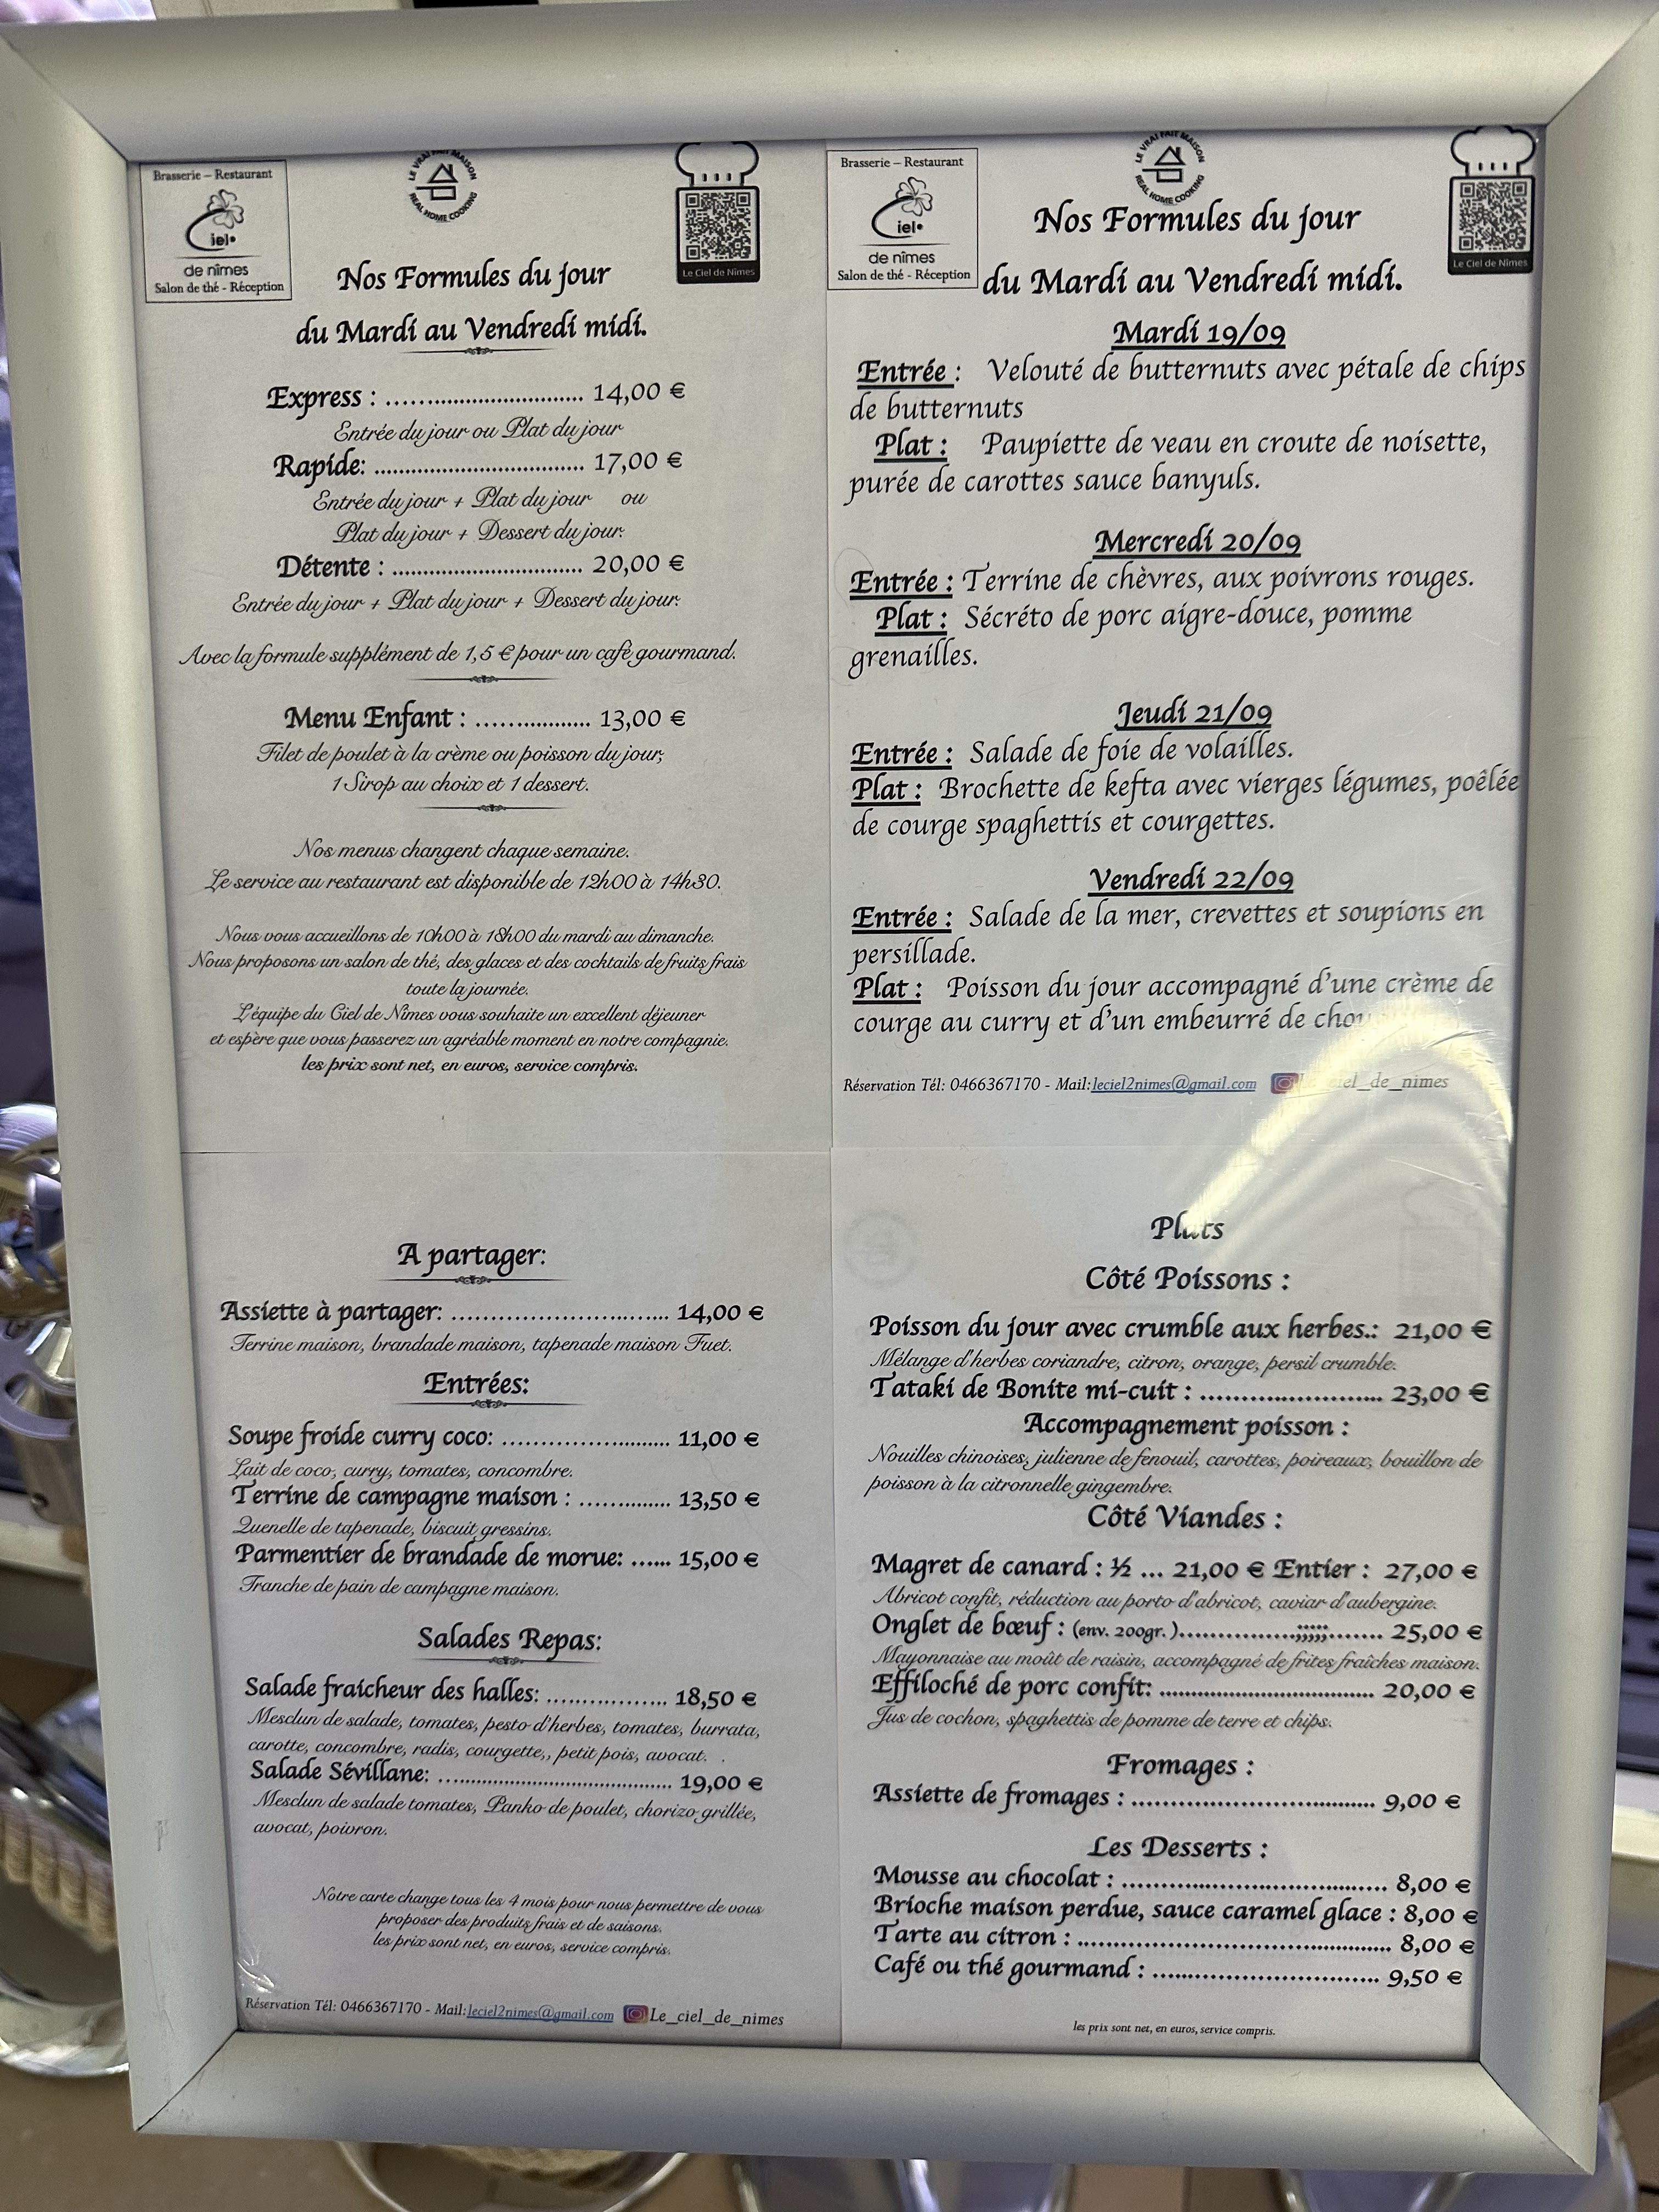 Brasserie – Restaurant
Ciel
de nîmes
Salon de thé - Réception
LE VRAI FAIT MAISON
REAL HOME COOKING
Le Ciel de Nîmes
Nos Formules du jour
du Mardi au Vendredi midi.
Express : ................................ 14,00 €
Entrée du jour ou Plat du jour
Rapide: .................................. 17,00 €
Entrée du jour + Plat du jour ou
Plat du jour + Dessert du jour.
Détente : ............................... 20,00 €
Entrée du jour + Plat du jour + Dessert du jour.
Avec la formule supplément de 1,5 € pour un café gourmand.
Menu Enfant : ................... 13,00 €
Filet de poulet à la crème ou poisson du jour,
1 Sirop au choix et 1 dessert.
Nos menus changent chaque semaine.
Le service au restaurant est disponible de 12h00 à 14h30.
Nous vous accueillons de 10h00 à 18h00 du mardi au dimanche.
Nous proposons un salon de thé, des glaces et des cocktails de fruits frais
toute la journée.
L'équipe du Ciel de Nîmes vous souhaite un excellent déjeuner
et espère que vous passerez un agréable moment en notre compagnie.
les prix sont net, en euros, service compris.
Brasserie – Restaurant
Ciel
de nîmes
Salon de thé - Réception
LE VRAI FAIT MAISON
REAL HOME COOKING
Le Ciel de Nîmes
Nos Formules du jour
du Mardi au Vendredi midi.
Mardi 19/09
Entrée : Velouté de butternuts avec pétale de chips
de butternuts
Plat : Paupiette de veau en croute de noisette,
purée de carottes sauce banyuls.
Mercredi 20/09
Entrée : Terrine de chèvres, aux poivrons rouges.
Plat : Sécréto de porc aigre-douce, pomme
grenailles.
Jeudi 21/09
Entrée : Salade de foie de volailles.
Plat : Brochette de kefta avec vierges légumes, poêlée
de courge spaghettis et courgettes.
Vendredi 22/09
Entrée : Salade de la mer, crevettes et soupions en
persillade.
Plat : Poisson du jour accompagné d'une crème de
courge au curry et d'un embeurré de
Réservation Tél: 0466367170 - Mail:leciel2nimes@gmail.com Le_ciel_de_nimes
A partager:
Assiette à partager: ................................ 14,00 €
Terrine maison, brandade maison, tapenade maison Fuet.
Entrées:
Soupe froide curry coco: ......................... 11,00 €
Lait de coco, curry, tomates, concombre.
Terrine de campagne maison : ............... 13,50 €
Quenelle de tapenade, biscuit gressins.
Parmentier de brandade de morue: ...... 15,00 €
Tranche de pain de campagne maison.
Salades Repas:
Salade fraicheur des halles: .................. 18,50 €
Mesclun de salade, tomates, pesto d'herbes, tomates, burrata,
carotte, concombre, radis, courgette,, petit pois, avocat. .
Salade Sévillane: ..................................... 19,00 €
Mesclun de salade tomates, Panko de poulet, chorizo grillée,
avocat, poivron.
Notre carte change tous les 4 mois pour nous permettre de vous
proposer des produits frais et de saisons.
les prix sont net, en euros, service compris.
Réservation Tél: 0466367170 - Mail:leciel2nimes@gmail.com Le_ciel_de_nimes
Plats
Côté Poissons :
Poisson du jour avec crumble aux herbes.: 21,00 €
Mélange d'herbes coriandre, citron, orange, persil crumble.
Tataki de Bonite mi-cuit : ............................ 23,00 €
Accompagnement poisson :
Nouilles chinoises, julienne de fenouil, carottes, poireaux, bouillon de
poisson à la citronnelle gingembre.
Côté Viandes :
Magret de canard : ½ ... 21,00 € Entier : 27,00 €
Abricot confit, réduction au porto d'abricot, caviar d'aubergine.
Onglet de bœuf : (env. 200gr. )..................;;;;;;........ 25,00 €
Mayonnaise au moût de raisin, accompagné de frites fraîches maison.
Effiloché de porc confit: .................................. 20,00 €
Jus de cochon, spaghettis de pomme de terre et chips.
Fromages :
Assiette de fromages : ..................................... 9,00 €
Les Desserts :
Mousse au chocolat : ........................................ 8,00 €
Brioche maison perdue, sauce caramel glace : 8,00 €
Tarte au citron : ................................................ 8,00 €
Café ou thé gourmand : .................................. 9,50 €
les prix sont net, en euros, service compris.